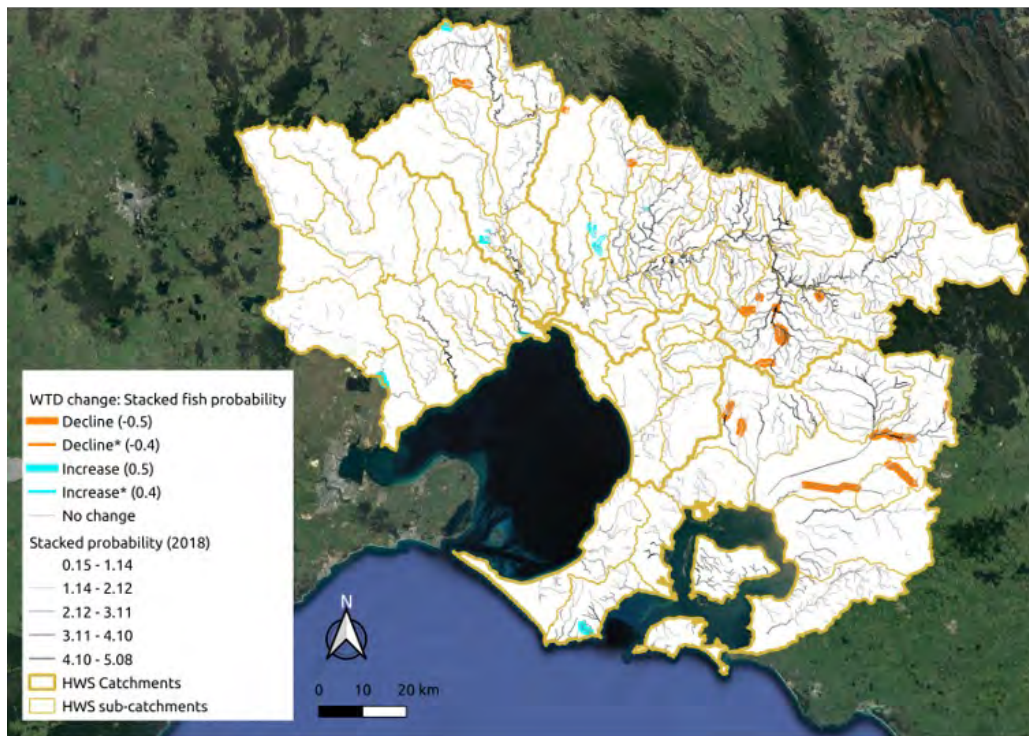 WTD change: Stacked fish probability
Decline (-0.5)
Decline* (-0.4)
Increase (0.5)
Increase* (0.4)
No change
Stacked probability (2018)
0.15 - 1.14
1.14 - 2.12
2.12 - 3.11
3.11 - 4.10
4.10 - 5.08
HWS Catchments
HWS sub-catchments
N
0 10 20 km